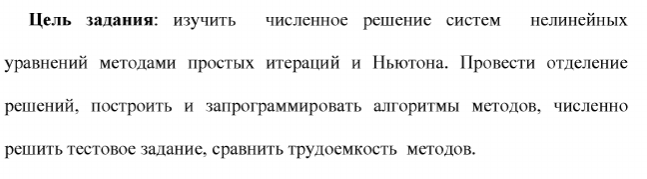 Цель задания: изучить численное решение систем нелинейных
уравнений методами простых итераций и Ньютона. Провести отделение
решений, построить и запрограммировать алгоритмы методов, численно
решить тестовое задание, сравнить трудоемкость методов.